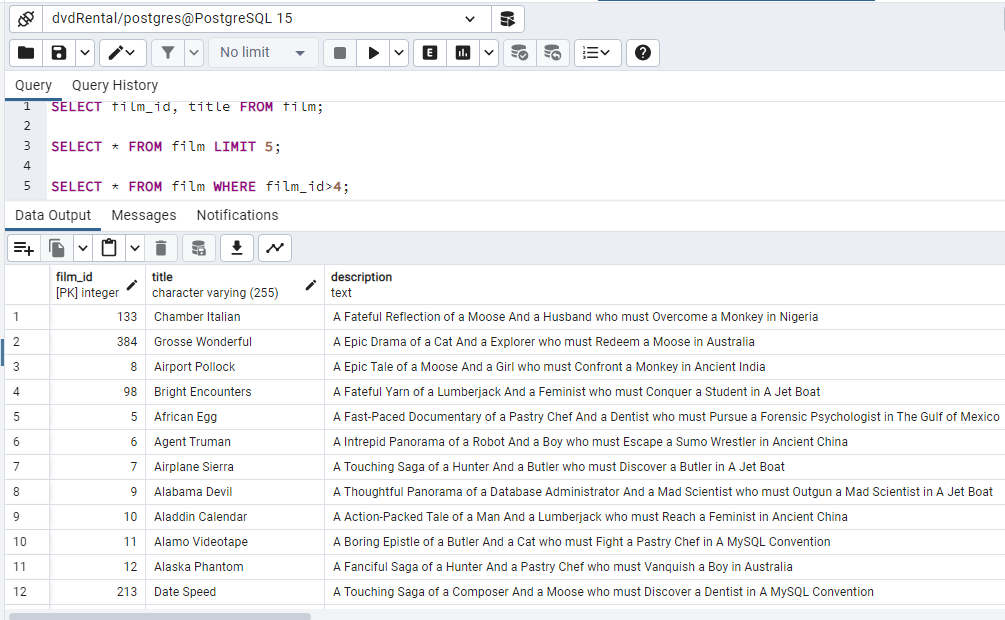 dvdRental/postgres@PostgreSQL 15
No limit
E
Query Query History
1 SELECT film_id, title FROM film;
2
3 SELECT * FROM film LIMIT 5;
4
5 SELECT * FROM film WHERE film_id>4;
Data Output Messages Notifications
film_id title description
[PK] integer character varying (255) text
1 133 Chamber Italian A Fateful Reflection of a Moose And a Husband who must Overcome a Monkey in Nigeria
2 384 Grosse Wonderful A Epic Drama of a Cat And a Explorer who must Redeem a Moose in Australia
3 8 Airport Pollock A Epic Tale of a Moose And a Girl who must Confront a Monkey in Ancient India
4 98 Bright Encounters A Fateful Yarn of a Lumberjack And a Feminist who must Conquer a Student in A Jet Boat
5 5 African Egg A Fast-Paced Documentary of a Pastry Chef And a Dentist who must Pursue a Forensic Psychologist in The Gulf of Mexico
6 6 Agent Truman A Intrepid Panorama of a Robot And a Boy who must Escape a Sumo Wrestler in Ancient China
7 7 Airplane Sierra A Touching Saga of a Hunter And a Butler who must Discover a Butler in A Jet Boat
8 9 Alabama Devil A Thoughtful Panorama of a Database Administrator And a Mad Scientist who must Outgun a Mad Scientist in A Jet Boat
9 10 Aladdin Calendar A Action-Packed Tale of a Man And a Lumberjack who must Reach a Feminist in Ancient China
10 11 Alamo Videotape A Boring Epistle of a Butler And a Cat who must Fight a Pastry Chef in A MySQL Convention
11 12 Alaska Phantom A Fanciful Saga of a Hunter And a Pastry Chef who must Vanquish a Boy in Australia
12 213 Date Speed A Touching Saga of a Composer And a Moose who must Discover a Dentist in A MySQL Convention